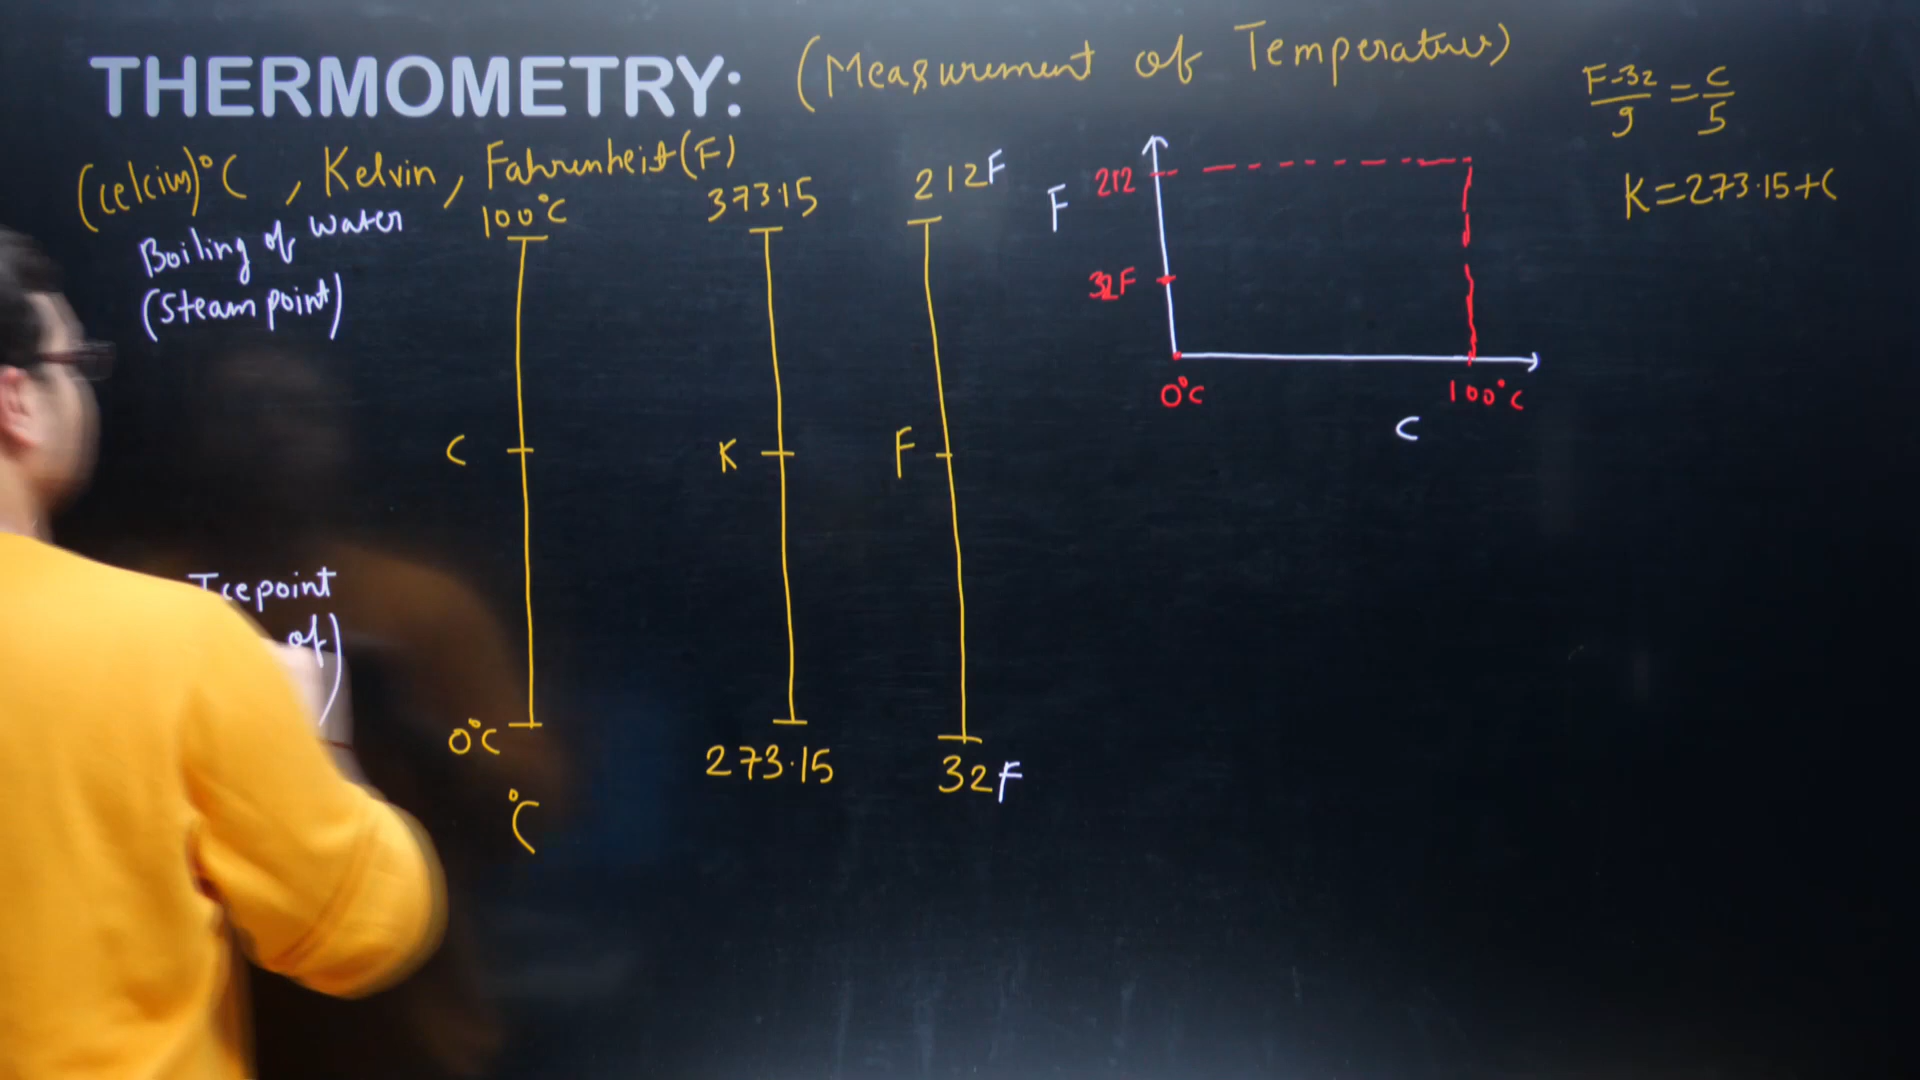 THERMOMETRY: (Measurement of Temperature)
(Celcius)°C , Kelvin, Fahrenheit(F)
Boiling of water
(Steam point)
100°C
373.15
212F
C
K
F
Icepoint
of)
0°C
273.15
32F
°C
F
212
32F
0°C
100°C
C
F-32/9 = C/5
K=273.15+C